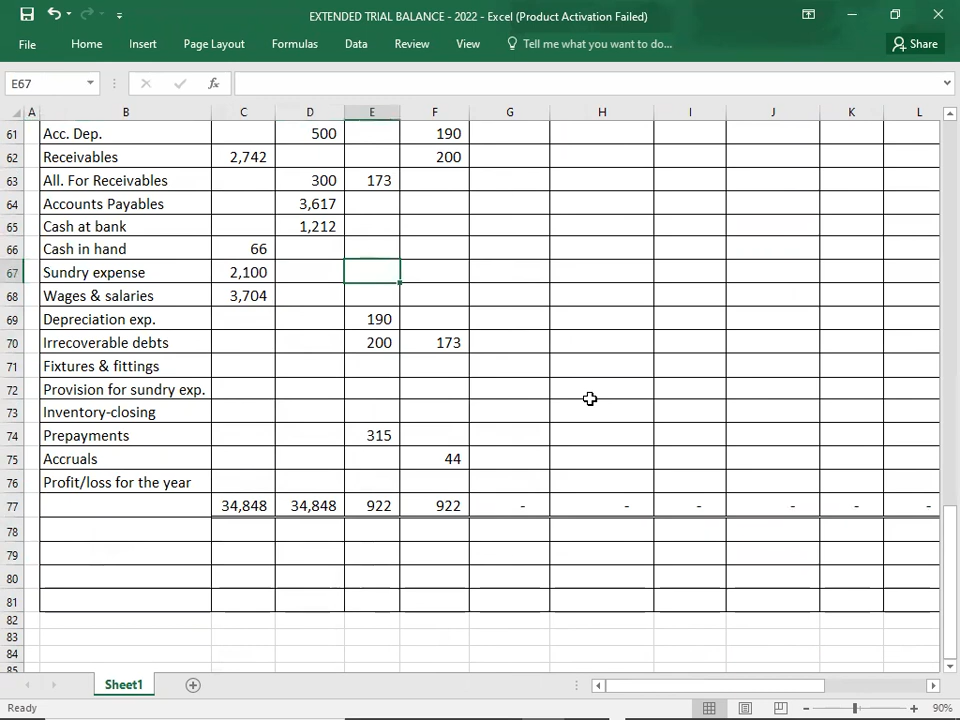 EXTENDED TRIAL BALANCE - 2022 - Excel (Product Activation Failed)
File Home Insert Page Layout Formulas Data Review View Tell me what you want to do... Share
E67 fx
A B C D E F G H I J K L
61 Acc. Dep. 500 190
62 Receivables 2,742 200
63 All. For Receivables 300 173
64 Accounts Payables 3,617
65 Cash at bank 1,212
66 Cash in hand 66
67 Sundry expense 2,100
68 Wages & salaries 3,704
69 Depreciation exp. 190
70 Irrecoverable debts 200 173
71 Fixtures & fittings
72 Provision for sundry exp.
73 Inventory-closing
74 Prepayments 315
75 Accruals 44
76 Profit/loss for the year
77 34,848 34,848 922 922 - - - - - -
78
79
80
81
82
83
84
85
Sheet1
Ready 90%